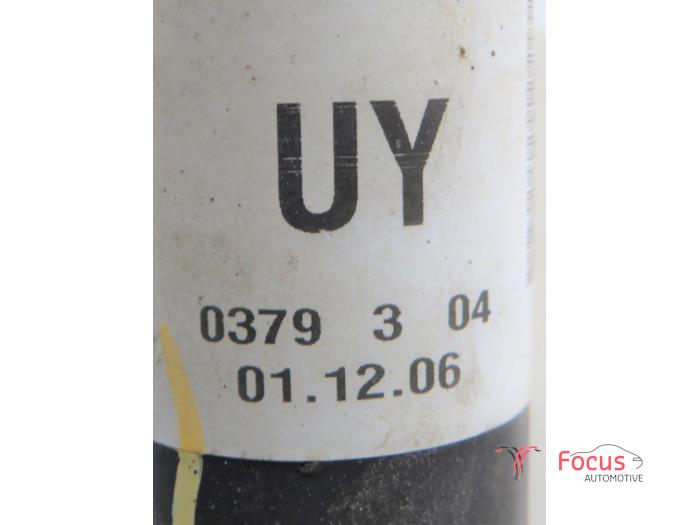 UY
0379 3 04
01.12.06
Focus
AUTOMOTIVE